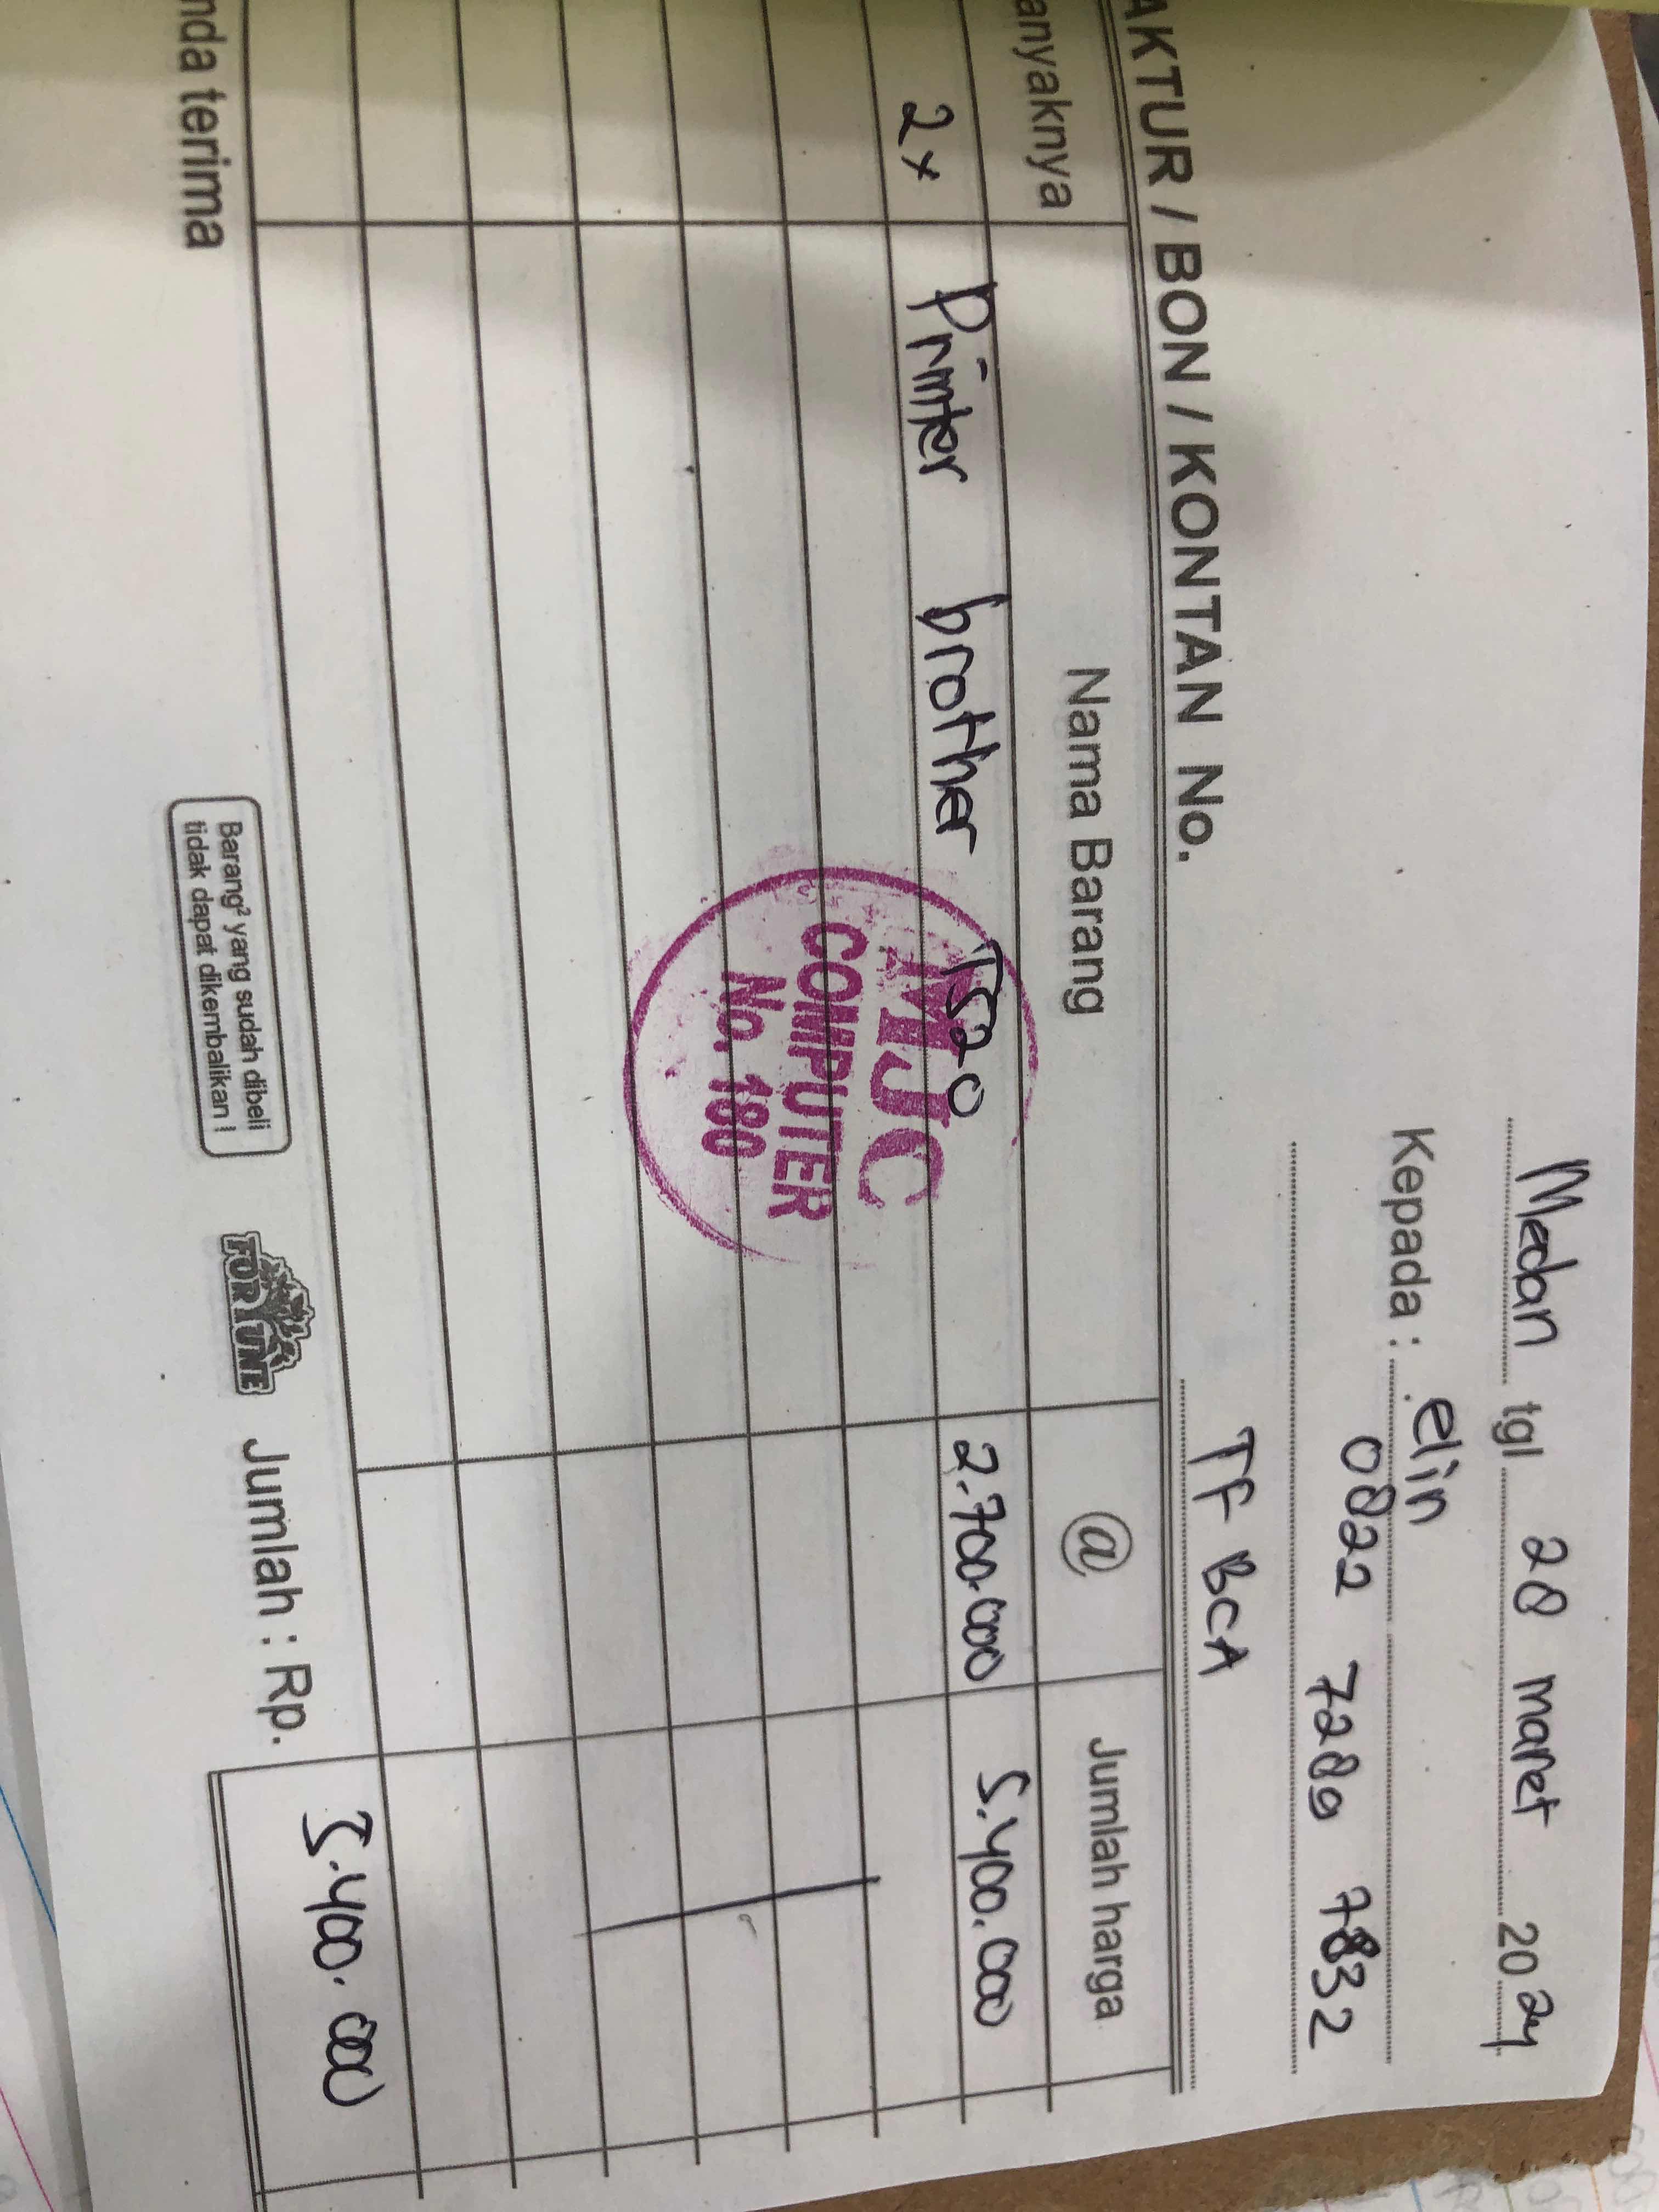 Medan tgl 28 maret 2024
Kepada : elin
0822 7289 7832
TF BCA
AKTUR / BON / KONTAN No.
anyaknya Nama Barang @ Jumlah harga
2x Printer brother T520 2.700.000 5.400.000
MJC
COMPUTER
No. 180
nda terima
Barang² yang sudah dibeli
tidak dapat dikembalikan !
FORTUNE
Jumlah : Rp. 5.400.000